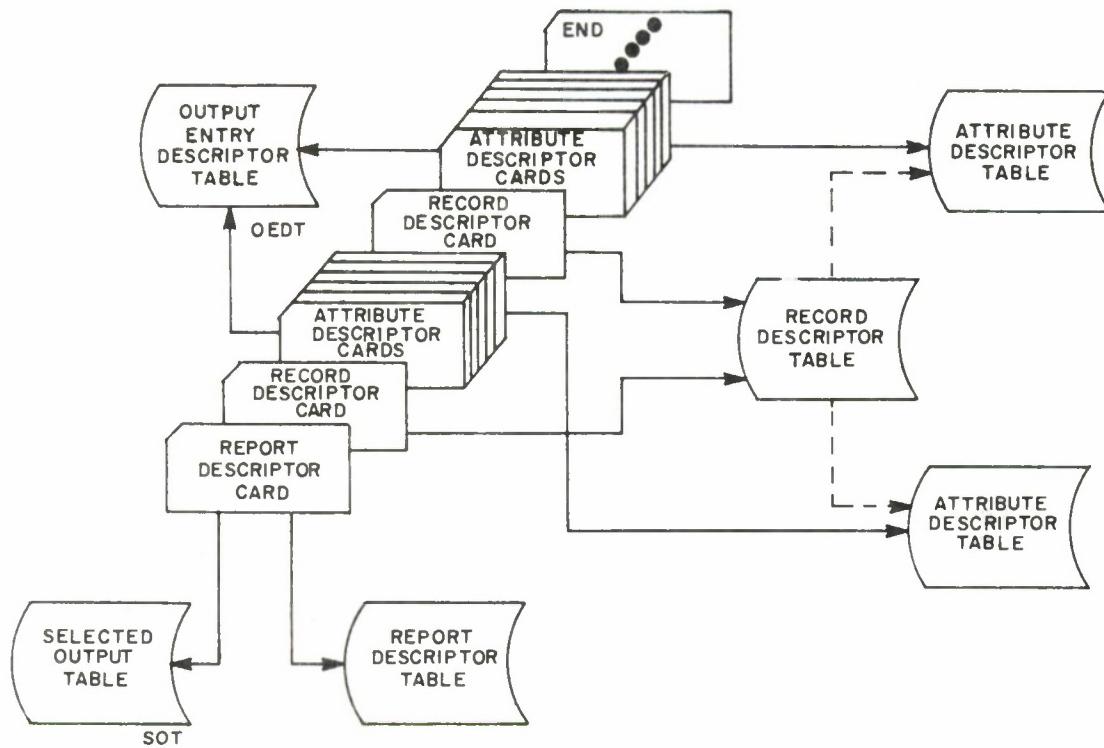 END
OUTPUT
ENTRY
DESCRIPTOR
TABLE
OEDT
ATTRIBUTE
DESCRIPTOR
CARDS
ATTRIBUTE
DESCRIPTOR
TABLE
RECORD
DESCRIPTOR
CARD
ATTRIBUTE
DESCRIPTOR
CARDS
RECORD
DESCRIPTOR
TABLE
RECORD
DESCRIPTOR
CARD
REPORT
DESCRIPTOR
CARD
ATTRIBUTE
DESCRIPTOR
TABLE
SELECTED
OUTPUT
TABLE
SOT
REPORT
DESCRIPTOR
TABLE